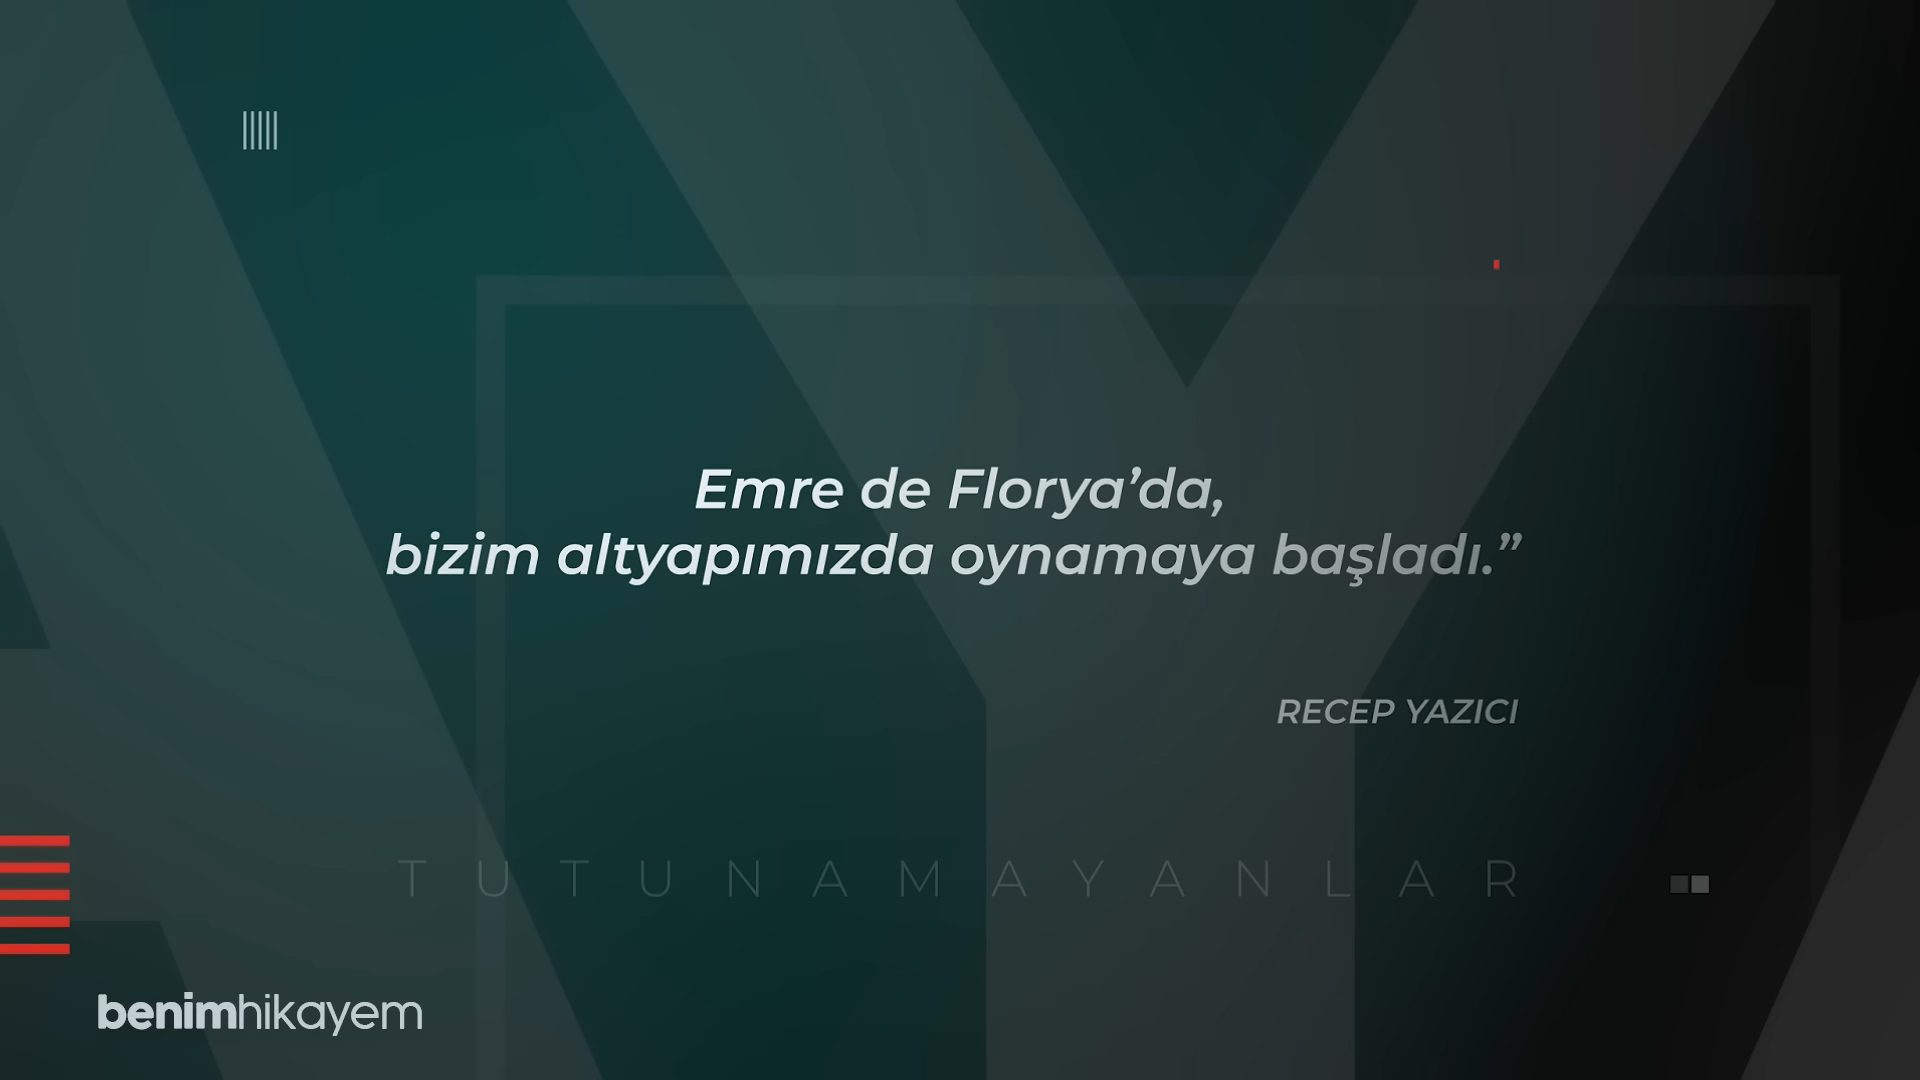 Emre de Florya’da,
bizim altyapımızda oynamaya başladı.”
RECEP YAZICI
TUTUNAMAYANLAR
benimhikayem